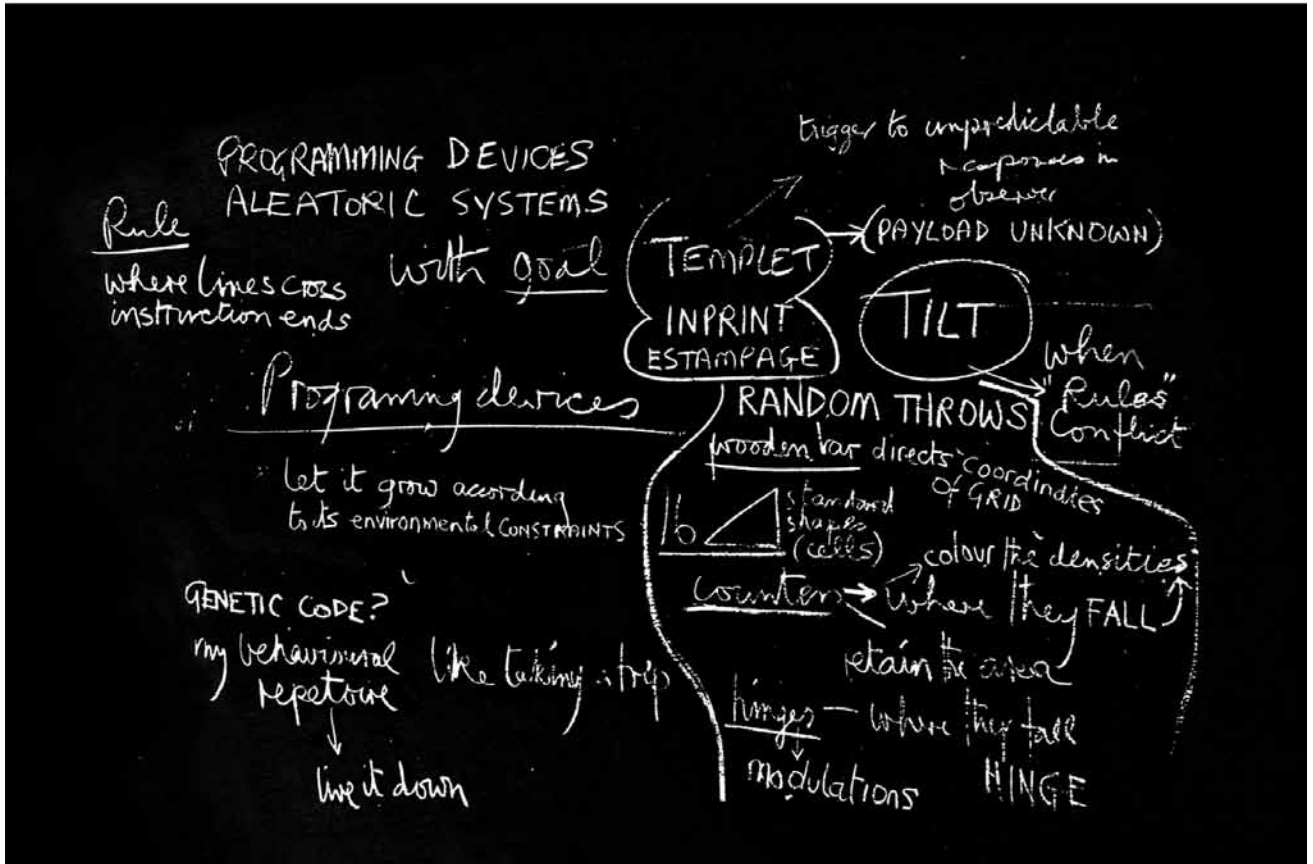 PROGRAMMING DEVICES
ALEATORIC SYSTEMS
with goal
Rule
where lines cross
instruction ends
Programing devices
let it grow according
to its environmental CONSTRAINTS
GENETIC CODE?
my behavioural
repetoire
live it down
like taking a trip
trigger to unpredictable
responses in
observer
(PAYLOAD UNKNOWN)
TEMPLET
INPRINT
ESTAMPAGE
TILT
when
"Rules"
Conflict
RANDOM THROWS
wooden bar directs coordinates
of GRID
16
standard
shapes
(cells)
colour the densities
counters
where they FALL
retain the area
hinges — where they fall
modulations
HINGE